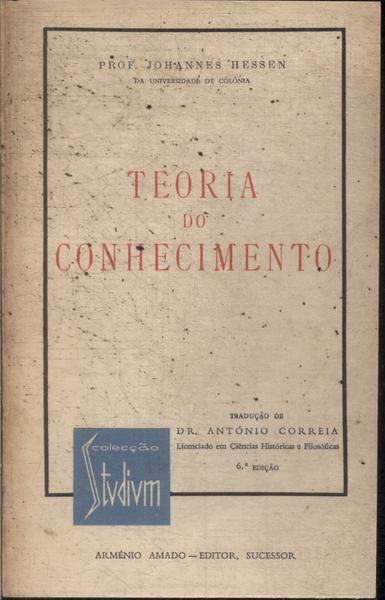 PROF. JOHANNES HESSEN
DA UNIVERSIDADE DE COLÓNIA
TEORIA
DO
CONHECIMENTO
TRADUÇÃO DE
DR. ANTÓNIO CORREIA
Licenciado em Ciências Históricas e Filosóficas
6.ª EDIÇÃO
colecção
Stvdivm
ARMÉNIO AMADO — EDITOR, SUCESSOR